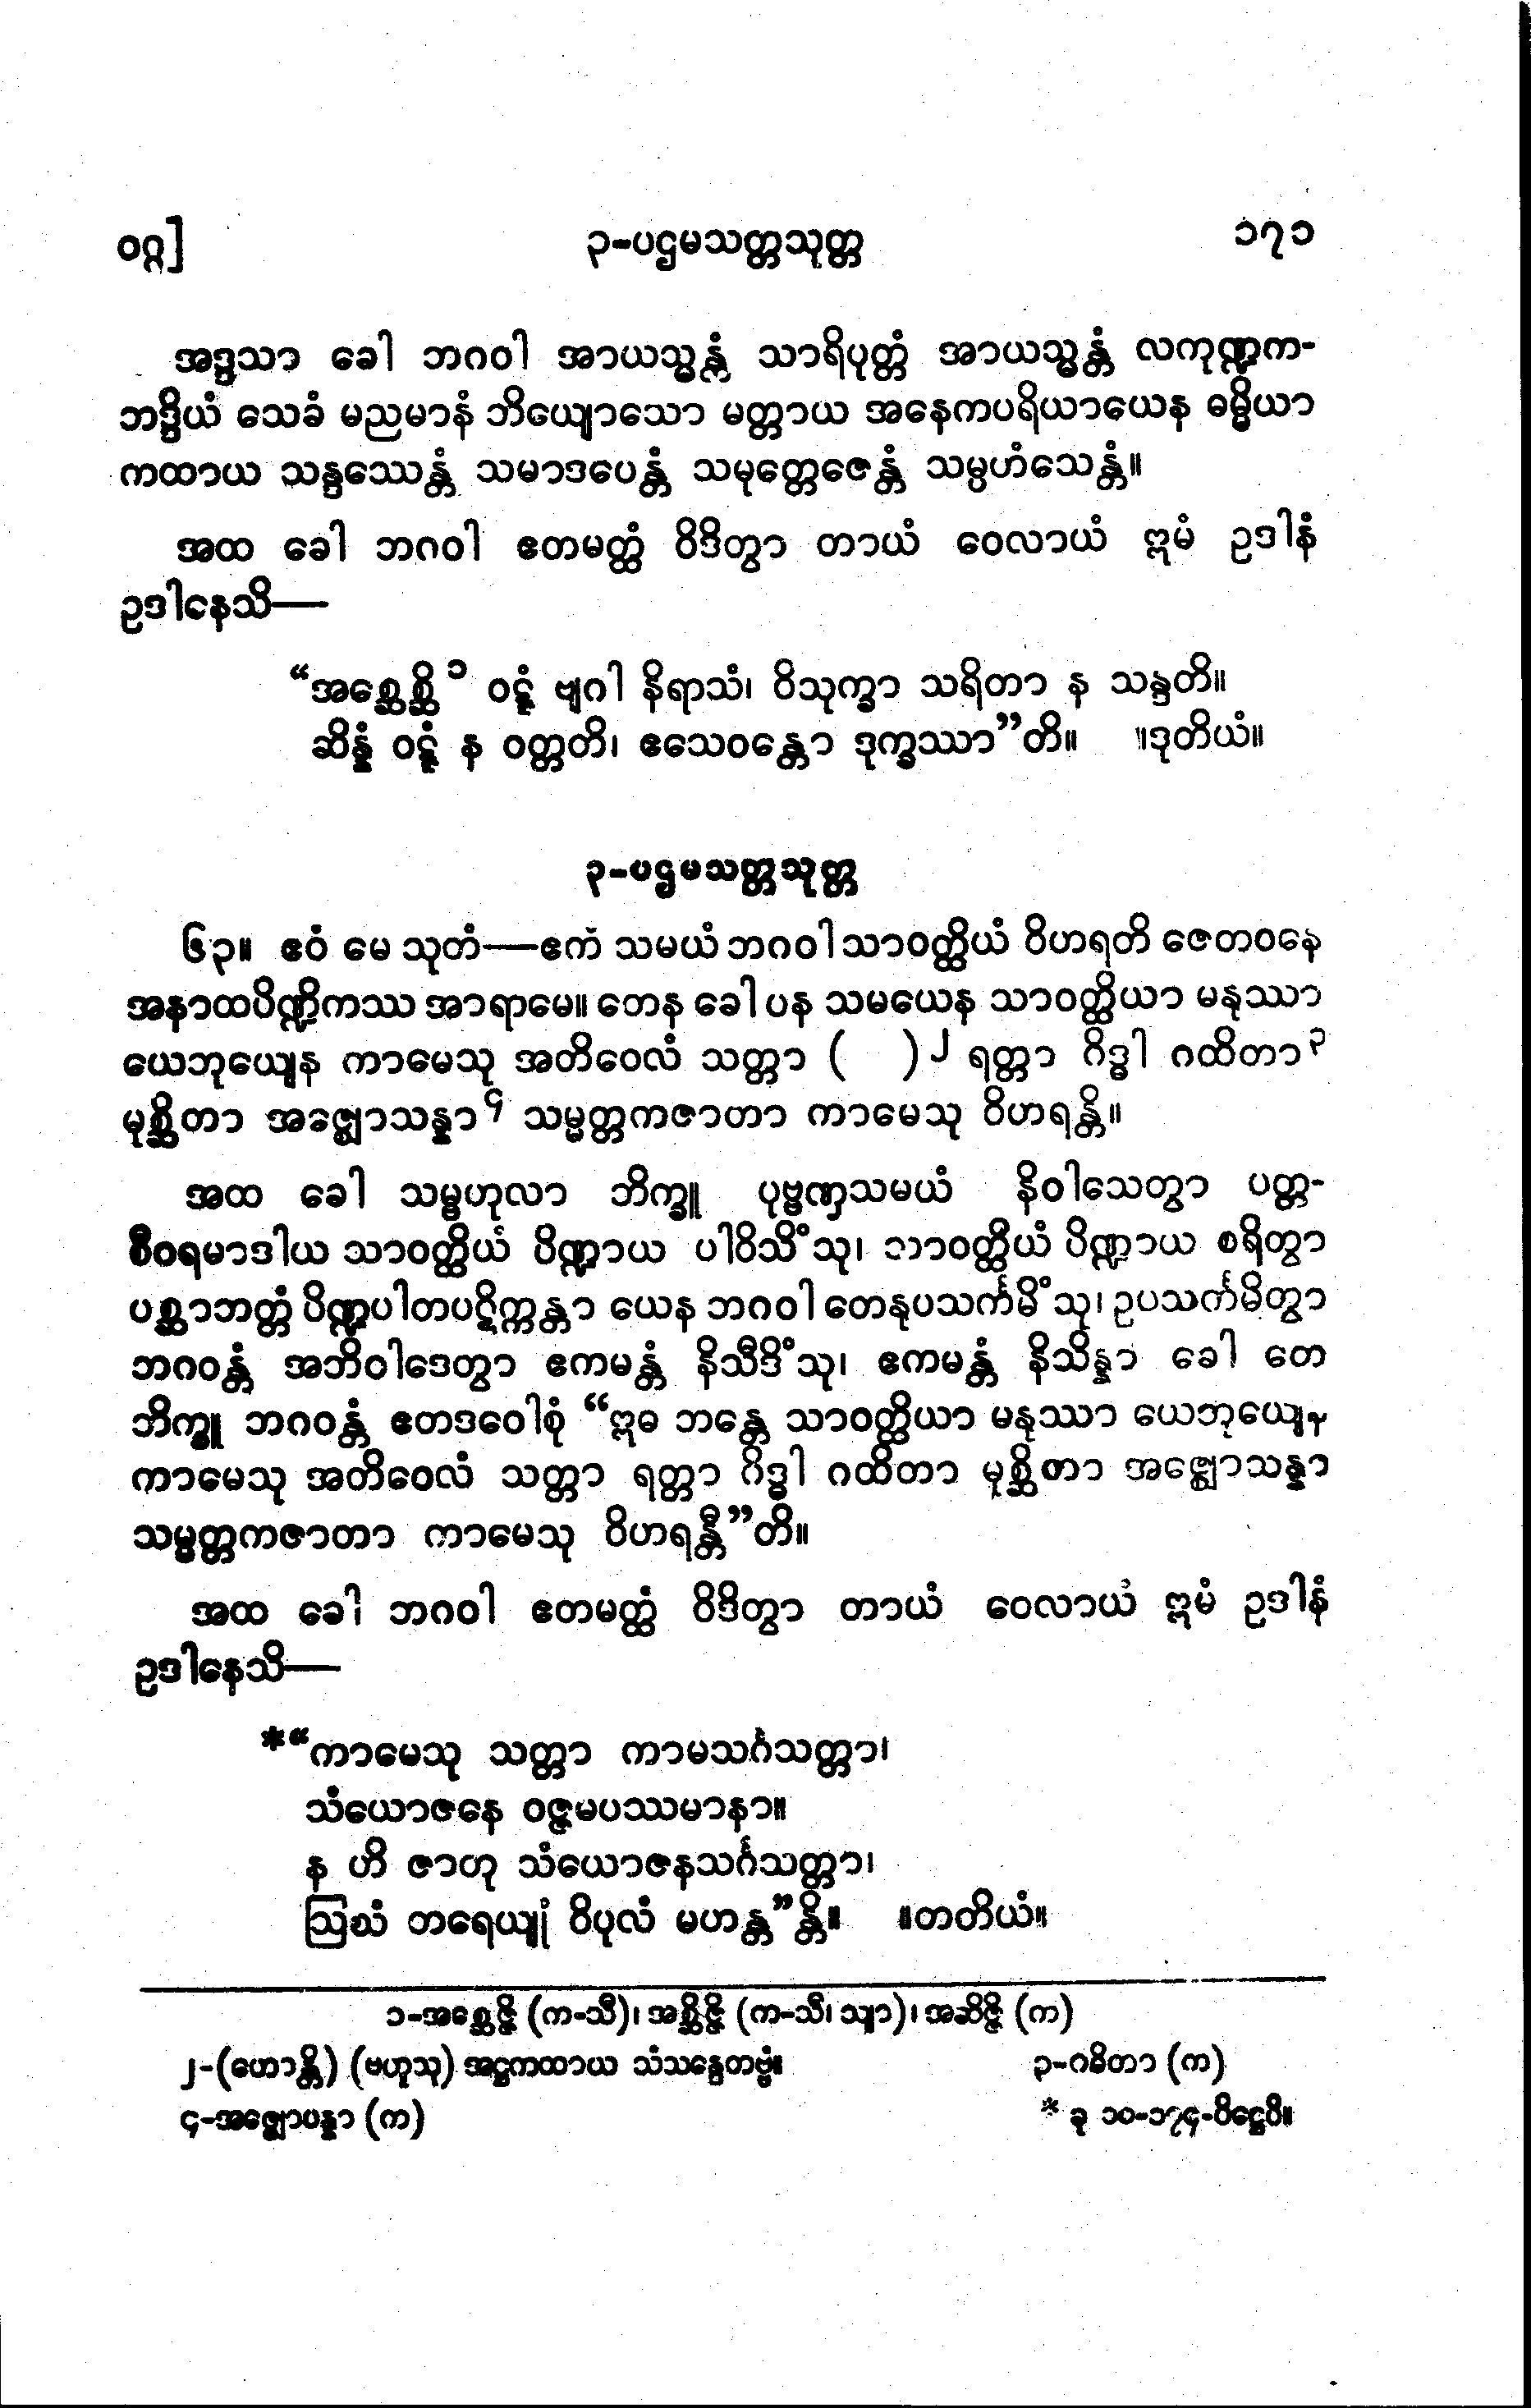 ဝဂ္ဂ]
၃-ပဌမသတ္တသုတ္တ
၁၇၁
အဒ္ဒသာ ခေါ ဘဂဝါ အာယသ္မန္တံ သာရိပုတ္တံ အာယသ္မန္တံ လကုဏ္ဍက-
ဘဒ္ဒိယံ သေခံ မညမာနံ ဘိယျောသော မတ္တာယ အနေကပရိယာယေန ဓမ္မိယာ
ကထာယ သန္ဒဿေန္တံ သမာဒပေန္တံ သမုတ္တေဇေန္တံ သမ္ပဟံသေန္တံ။
အထ ခေါ ဘဂဝါ ဧတမတ္ထံ ဝိဒိတွာ တာယံ ဝေလာယံ ဣမံ ဥဒါနံ
ဥဒါနေသိ—
“အစ္ဆေစ္ဆိ၁ ဝဋ္ဋံ ဗျဂါ နိရာသံ၊ ဝိသုက္ခာ သရိတာ န သန္ဒတိ။
ဆိန္နံ ဝဋ္ဋံ န ဝတ္တတိ၊ ဧသေဝန္တော ဒုက္ခဿာ”တိ။ ။ဒုတိယံ။
၃-ပဌမသတ္တသုတ္တ
၆၃။ ဧဝံ မေ သုတံ—ဧကံ သမယံ ဘဂဝါ သာဝတ္ထိယံ ဝိဟရတိ ဇေတဝနေ
အနာထပိဏ္ဍိကဿ အာရာမေ။ တေန ခေါ ပန သမယေန သာဝတ္ထိယာ မနုဿာ
ယေဘုယျေန ကာမေသု အတိဝေလံ သတ္တာ ( )၂ ရတ္တာ ဂိဒ္ဓါ ဂထိတာ၃
မုစ္ဆိတာ အဇ္ဈောသန္နာ၄ သမ္မတ္တကဇာတာ ကာမေသု ဝိဟရန္တိ။
အထ ခေါ သမ္ဗဟုလာ ဘိက္ခူ ပုဗ္ဗဏှသမယံ နိဝါသေတွာ ပတ္တ-
စီဝရမာဒါယ သာဝတ္ထိယံ ပိဏ္ဍာယ ပါဝိသိံသု၊ သာဝတ္ထိယံ ပိဏ္ဍာယ စရိတွာ
ပစ္ဆာဘတ္တံ ပိဏ္ဍပါတပဋိက္ကန္တာ ယေန ဘဂဝါ တေနုပသင်္ကမိံသု၊ ဥပသင်္ကမိတွာ
ဘဂဝန္တံ အဘိဝါဒေတွာ ဧကမန္တံ နိသီဒိံသု၊ ဧကမန္တံ နိသိန္နာ ခေါ တေ
ဘိက္ခူ ဘဂဝန္တံ ဧတဒဝေါစုံ “ဣဓ ဘန္တေ သာဝတ္ထိယာ မနုဿာ ယေဘုယျေန
ကာမေသု အတိဝေလံ သတ္တာ ရတ္တာ ဂိဒ္ဓါ ဂထိတာ မုစ္ဆိတာ အဇ္ဈောသန္နာ
သမ္မတ္တကဇာတာ ကာမေသု ဝိဟရန္တီ”တိ။
အထ ခေါ ဘဂဝါ ဧတမတ္ထံ ဝိဒိတွာ တာယံ ဝေလာယံ ဣမံ ဥဒါနံ
ဥဒါနေသိ—
*“ကာမေသု သတ္တာ ကာမသင်္ဂသတ္တာ၊
သံယောဇနေ ဝဇ္ဇမပဿမာနာ။
န ဟိ ဇာတု သံယောဇနသင်္ဂသတ္တာ၊
ဩဃံ တရေယျုံ ဝိပုလံ မဟန္တ”န္တိ။ ။တတိယံ။
၁-အစ္ဆေဇ္ဇိ (က-သီ)၊ အစ္ဆိဇ္ဇိ (က-သီ၊ သျာ)၊ အဆိဇ္ဇိ (က)
၂-(ဟောန္တိ) (ဗဟူသု) အဋ္ဌကထာယ သံသန္ဒေတဗ္ဗံ။
၃-ဂဓိတာ (က)
၄-အဇ္ဈောပန္နာ (က)
* ခု ၁၀-၁၇၄-ပိဋ္ဌေပိ။